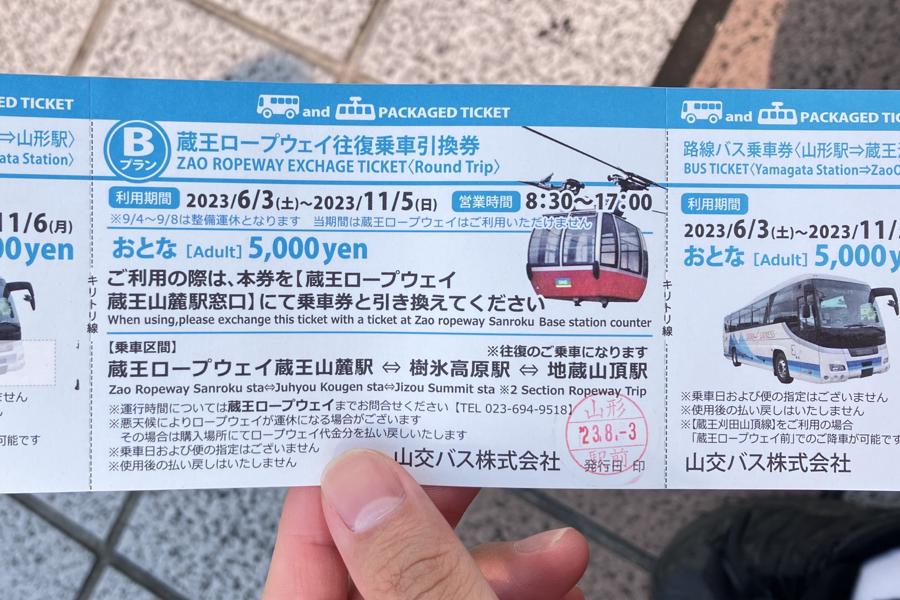 ED TICKET
⇒山形駅〉
ata Station〉
11/6(月)
00yen
ません
ません
可能です
キリトリ線
and PACKAGED TICKET
B
プラン
蔵王ロープウェイ往復乗車引換券
ZAO ROPEWAY EXCHAGE TICKET〈Round Trip〉
利用期間 2023/6/3(土)〜2023/11/5(日) 営業時間 8:30〜17:00
※9/4〜9/8は整備運休となります 当期間は蔵王ロープウェイはご利用いただけません
おとな [Adult] 5,000yen
ご利用の際は、本券を【蔵王ロープウェイ
蔵王山麓駅窓口】にて乗車券と引き換えてください
When using,please exchange this ticket with a ticket at Zao ropeway Sanroku Base station counter
【乗車区間】
※往復のご乗車になります
蔵王ロープウェイ蔵王山麓駅 ⇔ 樹氷高原駅 ⇔ 地蔵山頂駅
Zao Ropeway Sanroku sta⇔Juhyou Kougen sta⇔Jizou Summit sta ※2 Section Ropeway Trip
※運行時間については蔵王ロープウェイまでお問合せください【TEL 023-694-9518】
※悪天候によりロープウェイが運休になる場合がございます
その場合は購入場所にてロープウェイ代金分を払い戻しいたします
※乗車日および便の指定はございません
※使用後の払い戻しはいたしません
山交バス株式会社
発行日 印
山形
'23.8.-3
駅前
キリトリ線
and PACKAGED TIC
路線バス乗車券〈山形駅⇒蔵王
BUS TICKET〈Yamagata Station⇒ZaoO
利用期間
2023/6/3(土)〜2023/11/
おとな [Adult] 5,000y
※乗車日および便の指定はございません
※使用後の払い戻しはいたしません
※【蔵王刈田山頂線】をご利用の
「蔵王ロープウェイ前」でのご降車が可能です
山交バス株式会社